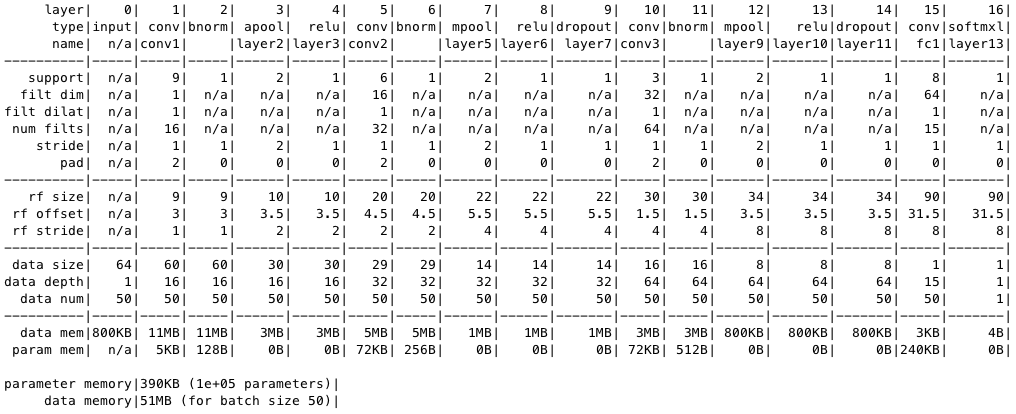 layer| 0| 1| 2| 3| 4| 5| 6| 7| 8| 9| 10| 11| 12| 13| 14| 15| 16|
type|input| conv|bnorm| apool| relu| conv|bnorm| mpool| relu|dropout| conv|bnorm| mpool| relu|dropout| conv|softmxl|
name| n/a|conv1| |layer2|layer3|conv2| |layer5|layer6| layer7|conv3| |layer9|layer10|layer11| fc1|layer13|
support| n/a| 9| 1| 2| 1| 6| 1| 2| 1| 1| 3| 1| 2| 1| 1| 8| 1|
filt dim| n/a| 1| n/a| n/a| n/a| 16| n/a| n/a| n/a| n/a| 32| n/a| n/a| n/a| n/a| 64| n/a|
filt dilat| n/a| 1| n/a| n/a| n/a| 1| n/a| n/a| n/a| n/a| 1| n/a| n/a| n/a| n/a| 1| n/a|
num filts| n/a| 16| n/a| n/a| n/a| 32| n/a| n/a| n/a| n/a| 64| n/a| n/a| n/a| n/a| 15| n/a|
stride| n/a| 1| 1| 2| 1| 1| 1| 2| 1| 1| 1| 1| 2| 1| 1| 1| 1|
pad| n/a| 2| 0| 0| 0| 2| 0| 0| 0| 0| 2| 0| 0| 0| 0| 0| 0|
rf size| n/a| 9| 9| 10| 10| 20| 20| 22| 22| 22| 30| 30| 34| 34| 34| 90| 90|
rf offset| n/a| 3| 3| 3.5| 3.5| 4.5| 4.5| 5.5| 5.5| 5.5| 1.5| 1.5| 3.5| 3.5| 3.5| 31.5| 31.5|
rf stride| n/a| 1| 1| 2| 2| 2| 2| 4| 4| 4| 4| 4| 8| 8| 8| 8| 8|
data size| 64| 60| 60| 30| 30| 29| 29| 14| 14| 14| 16| 16| 8| 8| 8| 1| 1|
data depth| 1| 16| 16| 16| 16| 32| 32| 32| 32| 32| 64| 64| 64| 64| 64| 15| 1|
data num| 50| 50| 50| 50| 50| 50| 50| 50| 50| 50| 50| 50| 50| 50| 50| 50| 1|
data mem|800KB| 11MB| 11MB| 3MB| 3MB| 5MB| 5MB| 1MB| 1MB| 1MB| 3MB| 3MB| 800KB| 800KB| 800KB| 3KB| 4B|
param mem| n/a| 5KB| 128B| 0B| 0B| 72KB| 256B| 0B| 0B| 0B| 72KB| 512B| 0B| 0B| 0B|240KB| 0B|
parameter memory|390KB (1e+05 parameters)|
data memory|51MB (for batch size 50)|